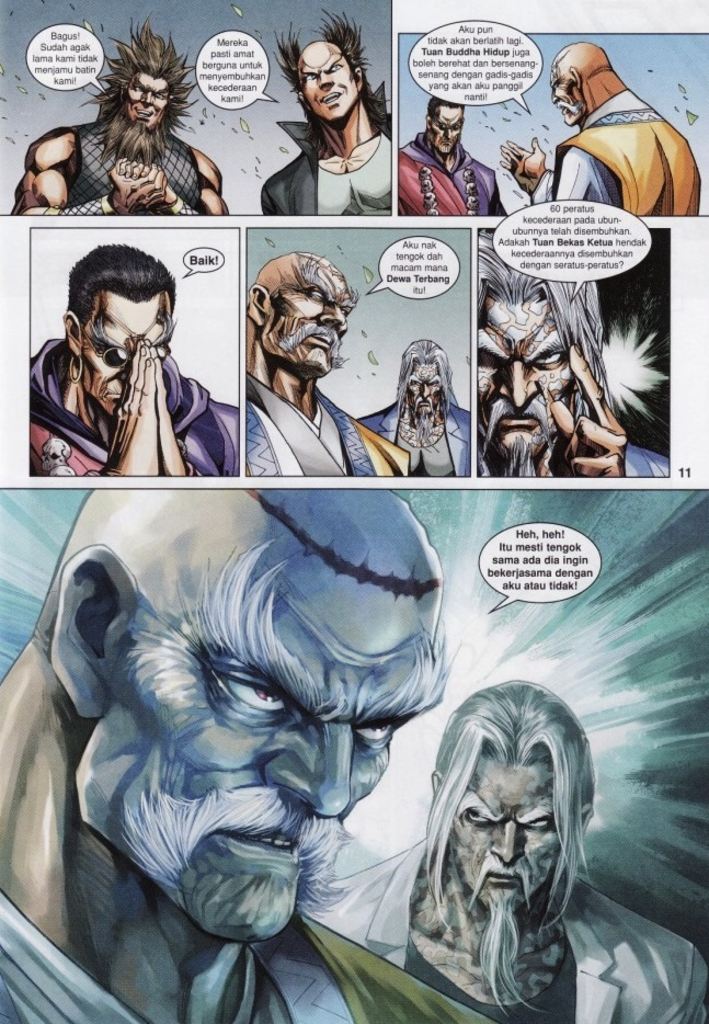 Bagus!
Sudah agak
lama kami tidak
menjamu batin
kami!
Mereka
pasti amat
berguna untuk
menyembuhkan
kecederaan
kami!
Aku pun
tidak akan berlatih lagi.
Tuan Buddha Hidup juga
boleh berehat dan bersenang-
senang dengan gadis-gadis
yang akan aku panggil
nanti!
Baik!
Aku nak
tengok dah
macam mana
Dewa Terbang
itu!
60 peratus
kecederaan pada ubun-
ubunnya telah disembuhkan.
Adakah Tuan Bekas Ketua hendak
kecederaannya disembuhkan
dengan seratus-peratus?
11
Heh, heh!
Itu mesti tengok
sama ada dia ingin
bekerjasama dengan
aku atau tidak!